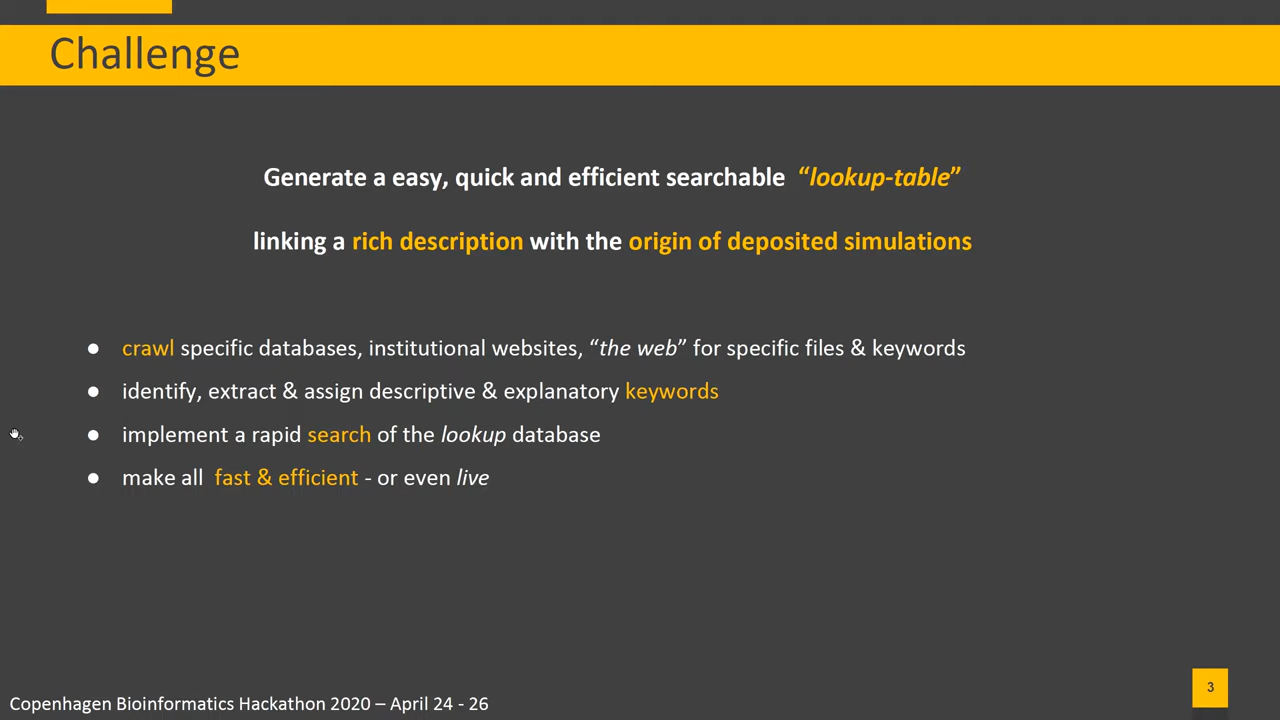 Challenge
Generate a easy, quick and efficient searchable “lookup-table”
linking a rich description with the origin of deposited simulations
● crawl specific databases, institutional websites, “the web” for specific files & keywords
● identify, extract & assign descriptive & explanatory keywords
● implement a rapid search of the lookup database
● make all fast & efficient - or even live
3
Copenhagen Bioinformatics Hackathon 2020 – April 24 - 26